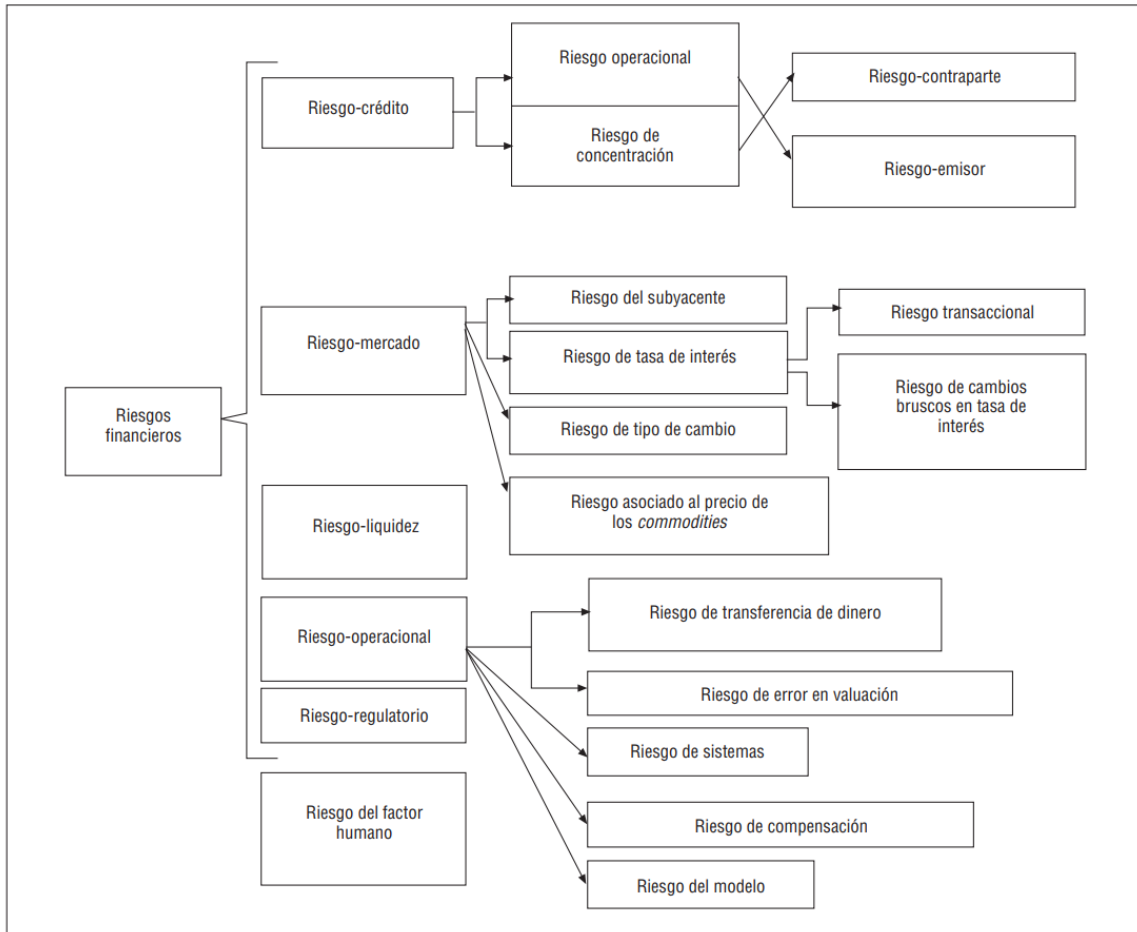 Riesgos
financieros
Riesgo-crédito
Riesgo operacional
Riesgo de
concentración
Riesgo-contraparte
Riesgo-emisor
Riesgo-mercado
Riesgo del subyacente
Riesgo de tasa de interés
Riesgo de tipo de cambio
Riesgo asociado al precio de
los commodities
Riesgo transaccional
Riesgo de cambios
bruscos en tasa de
interés
Riesgo-liquidez
Riesgo-operacional
Riesgo de transferencia de dinero
Riesgo de error en valuación
Riesgo de sistemas
Riesgo de compensación
Riesgo del modelo
Riesgo-regulatorio
Riesgo del factor
humano